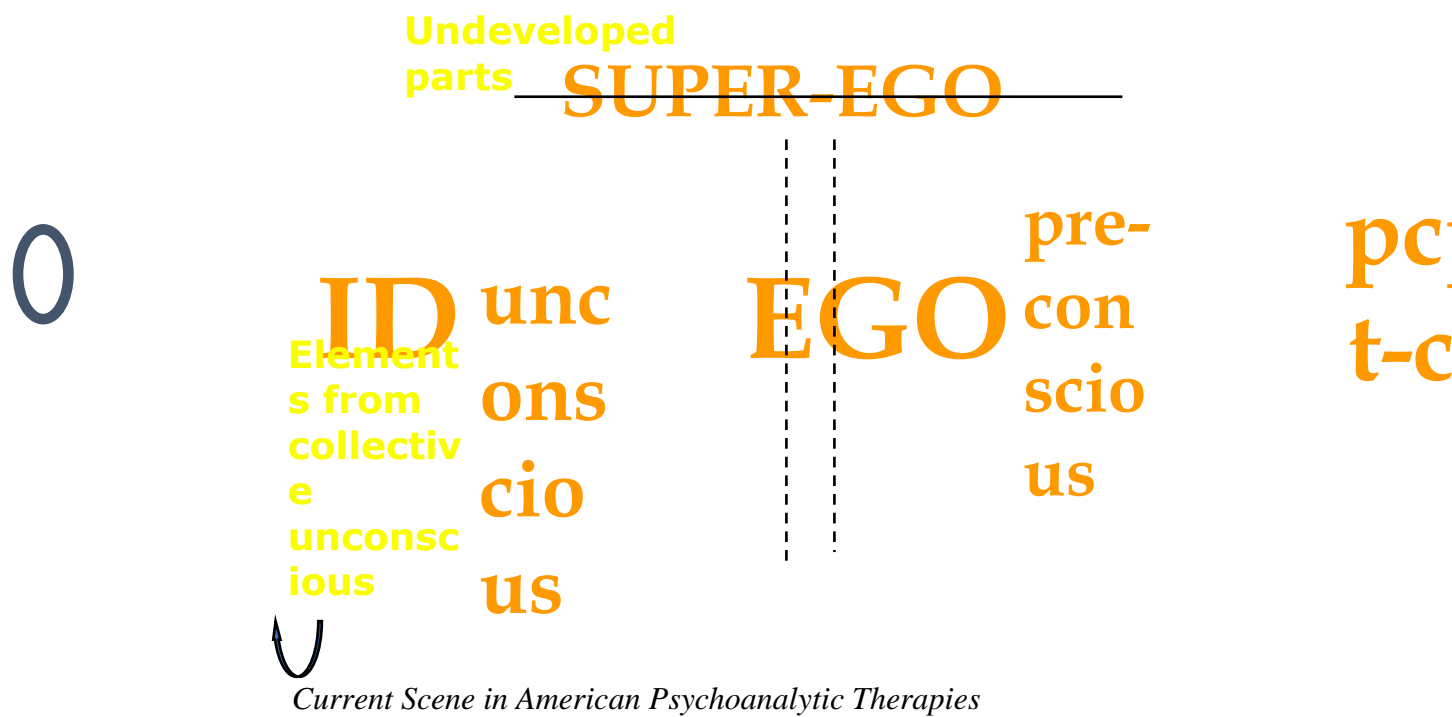 Undeveloped
parts
SUPER-EGO
ID
unc
ons
cio
us
Element
s from
collectiv
e
unconsc
ious
EGO
pre-
con
scio
us
t-c
Current Scene in American Psychoanalytic Therapies